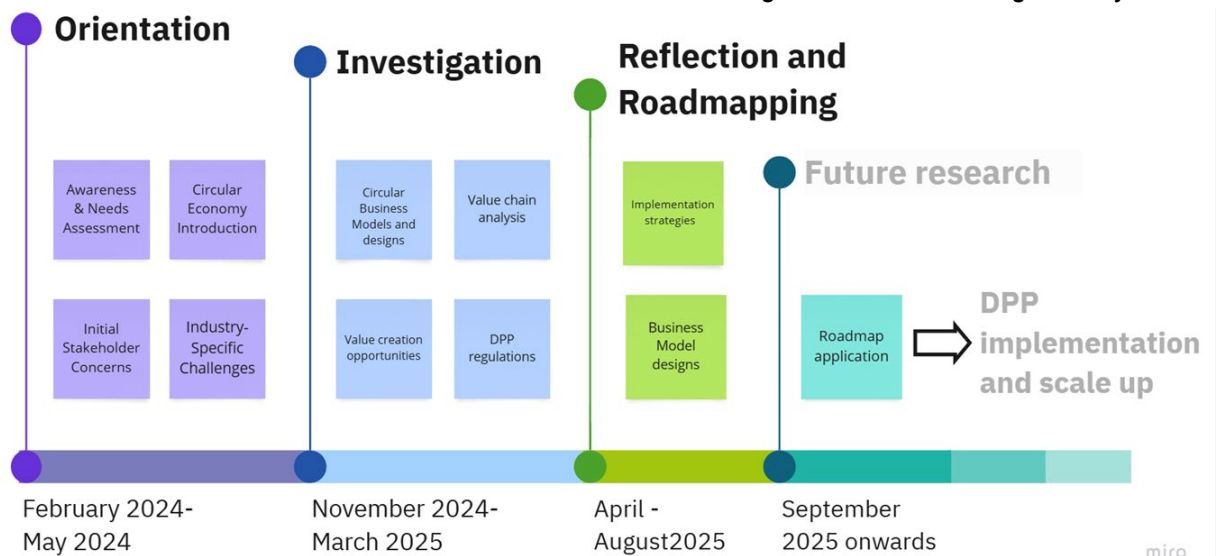 Orientation
Investigation
Reflection and
Roadmapping
Future research
Awareness
& Needs
Assessment
Circular
Economy
Introduction
Initial
Stakeholder
Concerns
Industry-
Specific
Challenges
Circular
Business
Models and
designs
Value chain
analysis
Value creation
opportunities
DPP
regulations
Implementation
strategies
Business
Model
designs
Roadmap
application
DPP
implementation
and scale up
February 2024-
May 2024
November 2024-
March 2025
April -
August2025
September
2025 onwards
miro